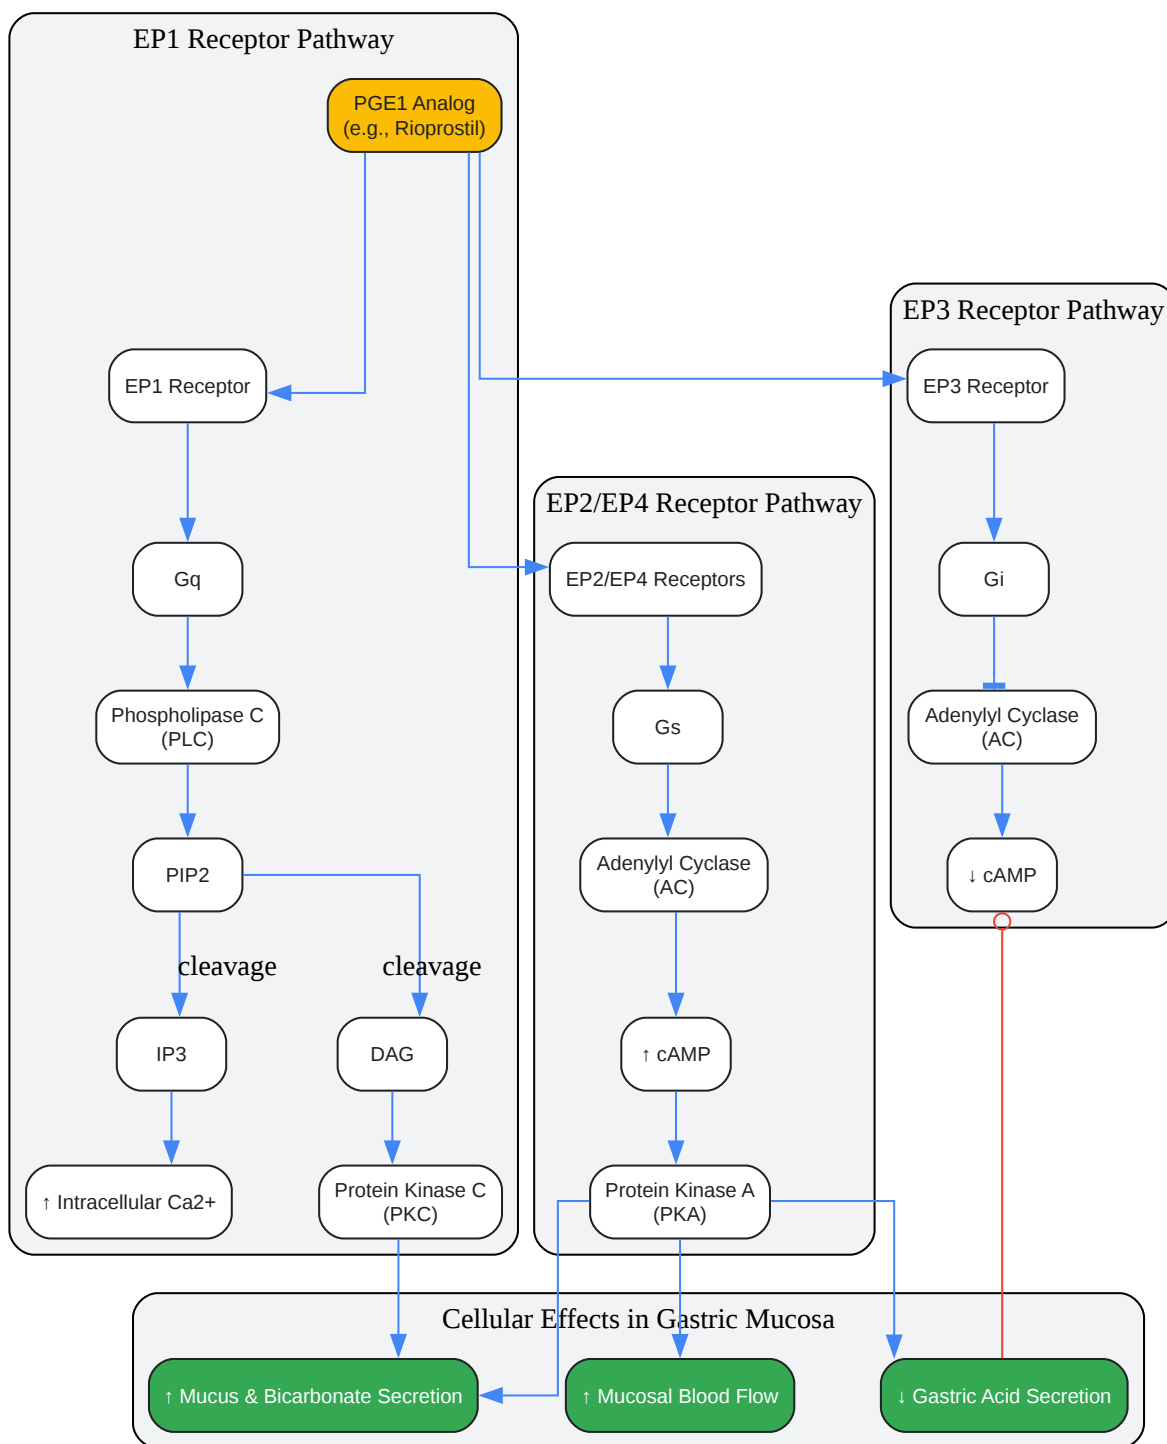 EP1 Receptor Pathway
PGE1 Analog
(e.g., Rioprostil)
EP1 Receptor
Gq
Phospholipase C
(PLC)
PIP2
cleavage
cleavage
IP3
DAG
↑ Intracellular Ca2+
Protein Kinase C
(PKC)
EP2/EP4 Receptor Pathway
EP2/EP4 Receptors
Gs
Adenylyl Cyclase
(AC)
↑ cAMP
Protein Kinase A
(PKA)
EP3 Receptor Pathway
EP3 Receptor
Gi
Adenylyl Cyclase
(AC)
↓ cAMP
Cellular Effects in Gastric Mucosa
↑ Mucus & Bicarbonate Secretion
↑ Mucosal Blood Flow
↓ Gastric Acid Secretion